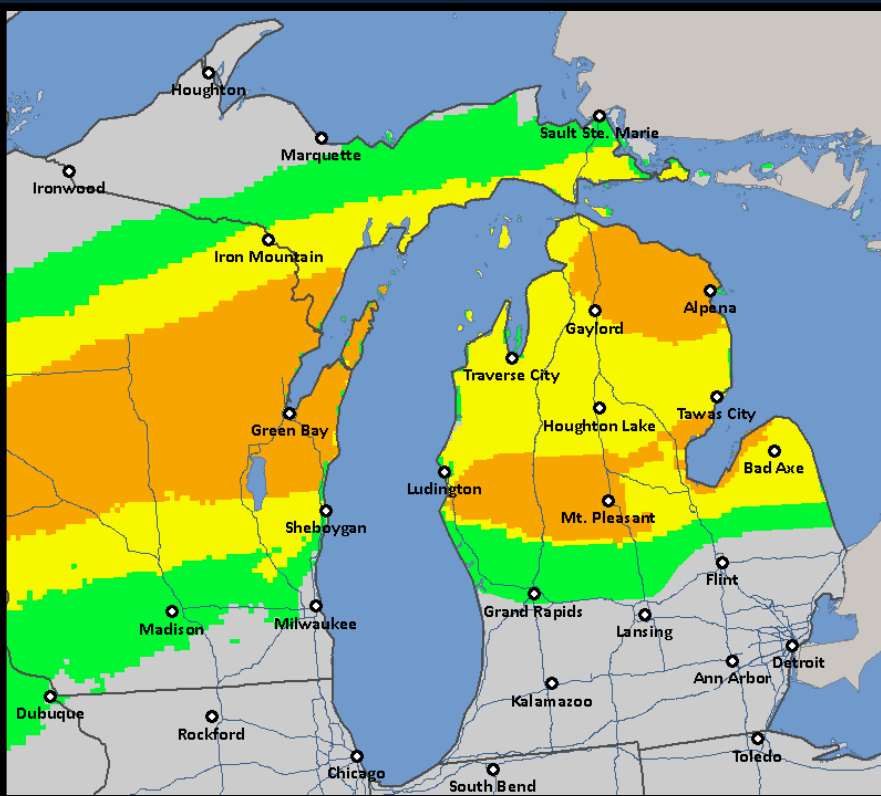 Houghton
Sault Ste. Marie
Marquette
Ironwood
Iron Mountain
Alpena
Gaylord
Traverse City
Tawas City
Houghton Lake
Green Bay
Bad Axe
Ludington
Mt. Pleasant
Sheboygan
Flint
Grand Rapids
Milwaukee
Madison
Lansing
Detroit
Ann Arbor
Kalamazoo
Dubuque
Rockford
Toledo
Chicago
South Bend